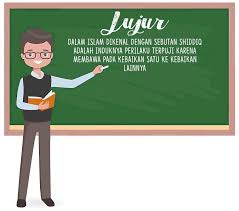 Jujur
DALAM ISLAM DIKENAL DENGAN SEBUTAN SHIDDIQ
ADALAH INDUKNYA PERILAKU TERPUJI KARENA
MEMBAWA PADA KEBAIKAN SATU KE KEBAIKAN
LAINNYA